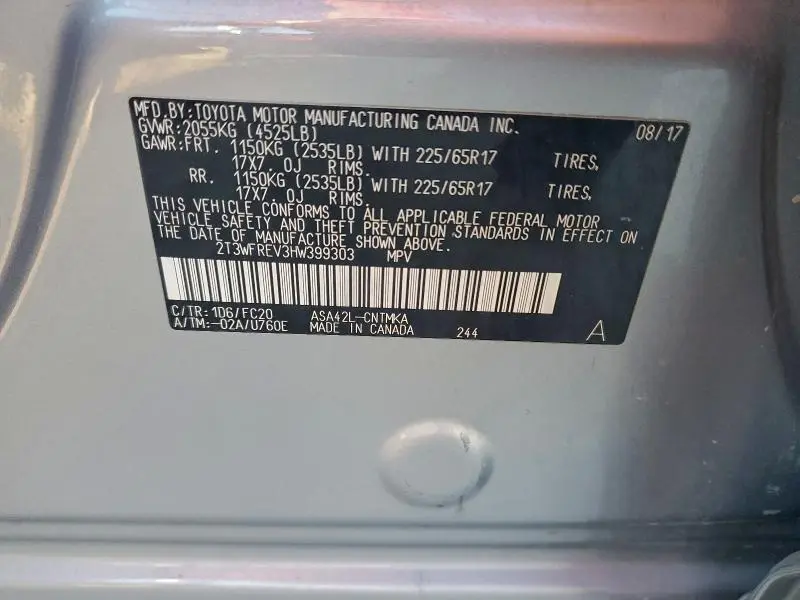 MFD.BY:TOYOTA MOTOR MANUFACTURING CANADA INC. 08/17
GVWR:2055KG (4525LB)
GAWR:FRT. 1150KG (2535LB) WITH 225/65R17 TIRES,
17X7.0J RIMS.
RR. 1150KG (2535LB) WITH 225/65R17 TIRES,
17X7.0J RIMS.
THIS VEHICLE CONFORMS TO ALL APPLICABLE FEDERAL MOTOR
VEHICLE SAFETY AND THEFT PREVENTION STANDARDS IN EFFECT ON
THE DATE OF MANUFACTURE SHOWN ABOVE.
2T3WFREV3HW399303 MPV
C/TR:1D6/FC20 ASA42L-CNTMKA
A/TM:-02A/U760E MADE IN CANADA 244 A